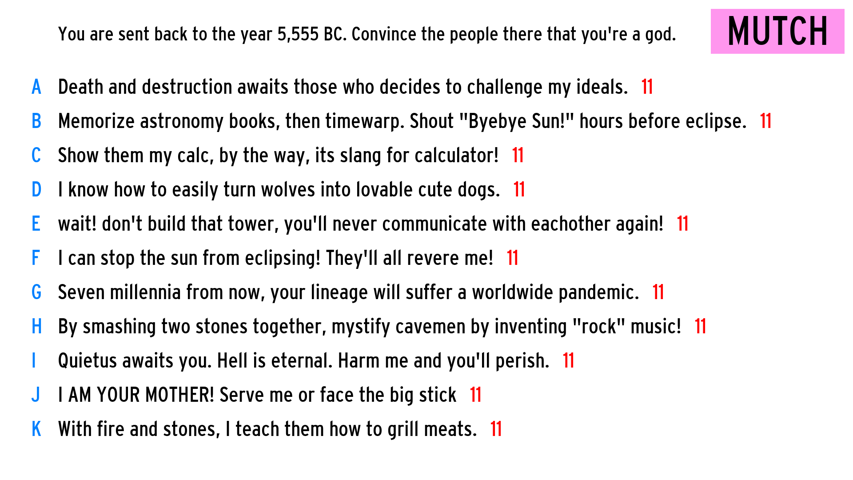 You are sent back to the year 5,555 BC. Convince the people there that you're a god.
MUTCH
A Death and destruction awaits those who decides to challenge my ideals. 11
B Memorize astronomy books, then timewarp. Shout "Byebye Sun!" hours before eclipse. 11
C Show them my calc, by the way, its slang for calculator! 11
D I know how to easily turn wolves into lovable cute dogs. 11
E wait! don't build that tower, you'll never communicate with eachother again! 11
F I can stop the sun from eclipsing! They'll all revere me! 11
G Seven millennia from now, your lineage will suffer a worldwide pandemic. 11
H By smashing two stones together, mystify cavemen by inventing "rock" music! 11
I Quietus awaits you. Hell is eternal. Harm me and you'll perish. 11
J I AM YOUR MOTHER! Serve me or face the big stick 11
K With fire and stones, I teach them how to grill meats. 11